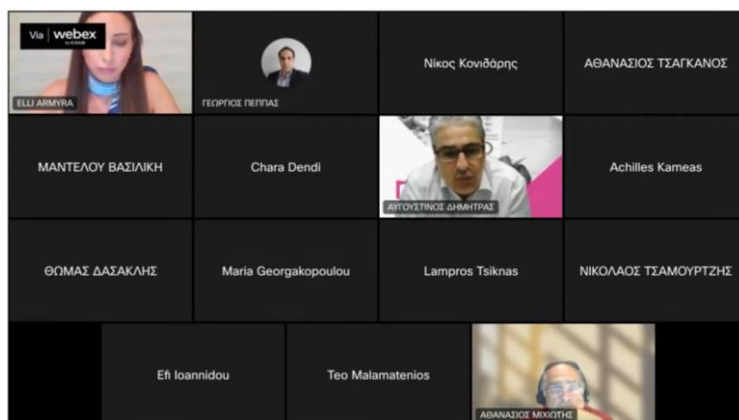 Via webex
ELLI ARMYRA
ΓΕΩΡΓΙΟΣ ΠΕΠΠΑΣ
Νίκος Κονιδάρης
ΑΘΑΝΑΣΙΟΣ ΤΣΑΓΚΑΝΟΣ
ΜΑΝΤΕΛΟΥ ΒΑΣΙΛΙΚΗ
Chara Dendi
ΑΥΓΟΥΣΤΙΝΟΣ ΔΗΜΗΤΡΑΣ
Achilles Kameas
ΘΩΜΑΣ ΔΑΣΑΚΛΗΣ
Maria Georgakopoulou
Lampros Tsiknas
ΝΙΚΟΛΑΟΣ ΤΣΑΜΟΥΡΤΖΗΣ
Efi Ioannidou
Teo Malamatenios
ΑΘΑΝΑΣΙΟΣ ΜΙΧΙΩΤΗΣ